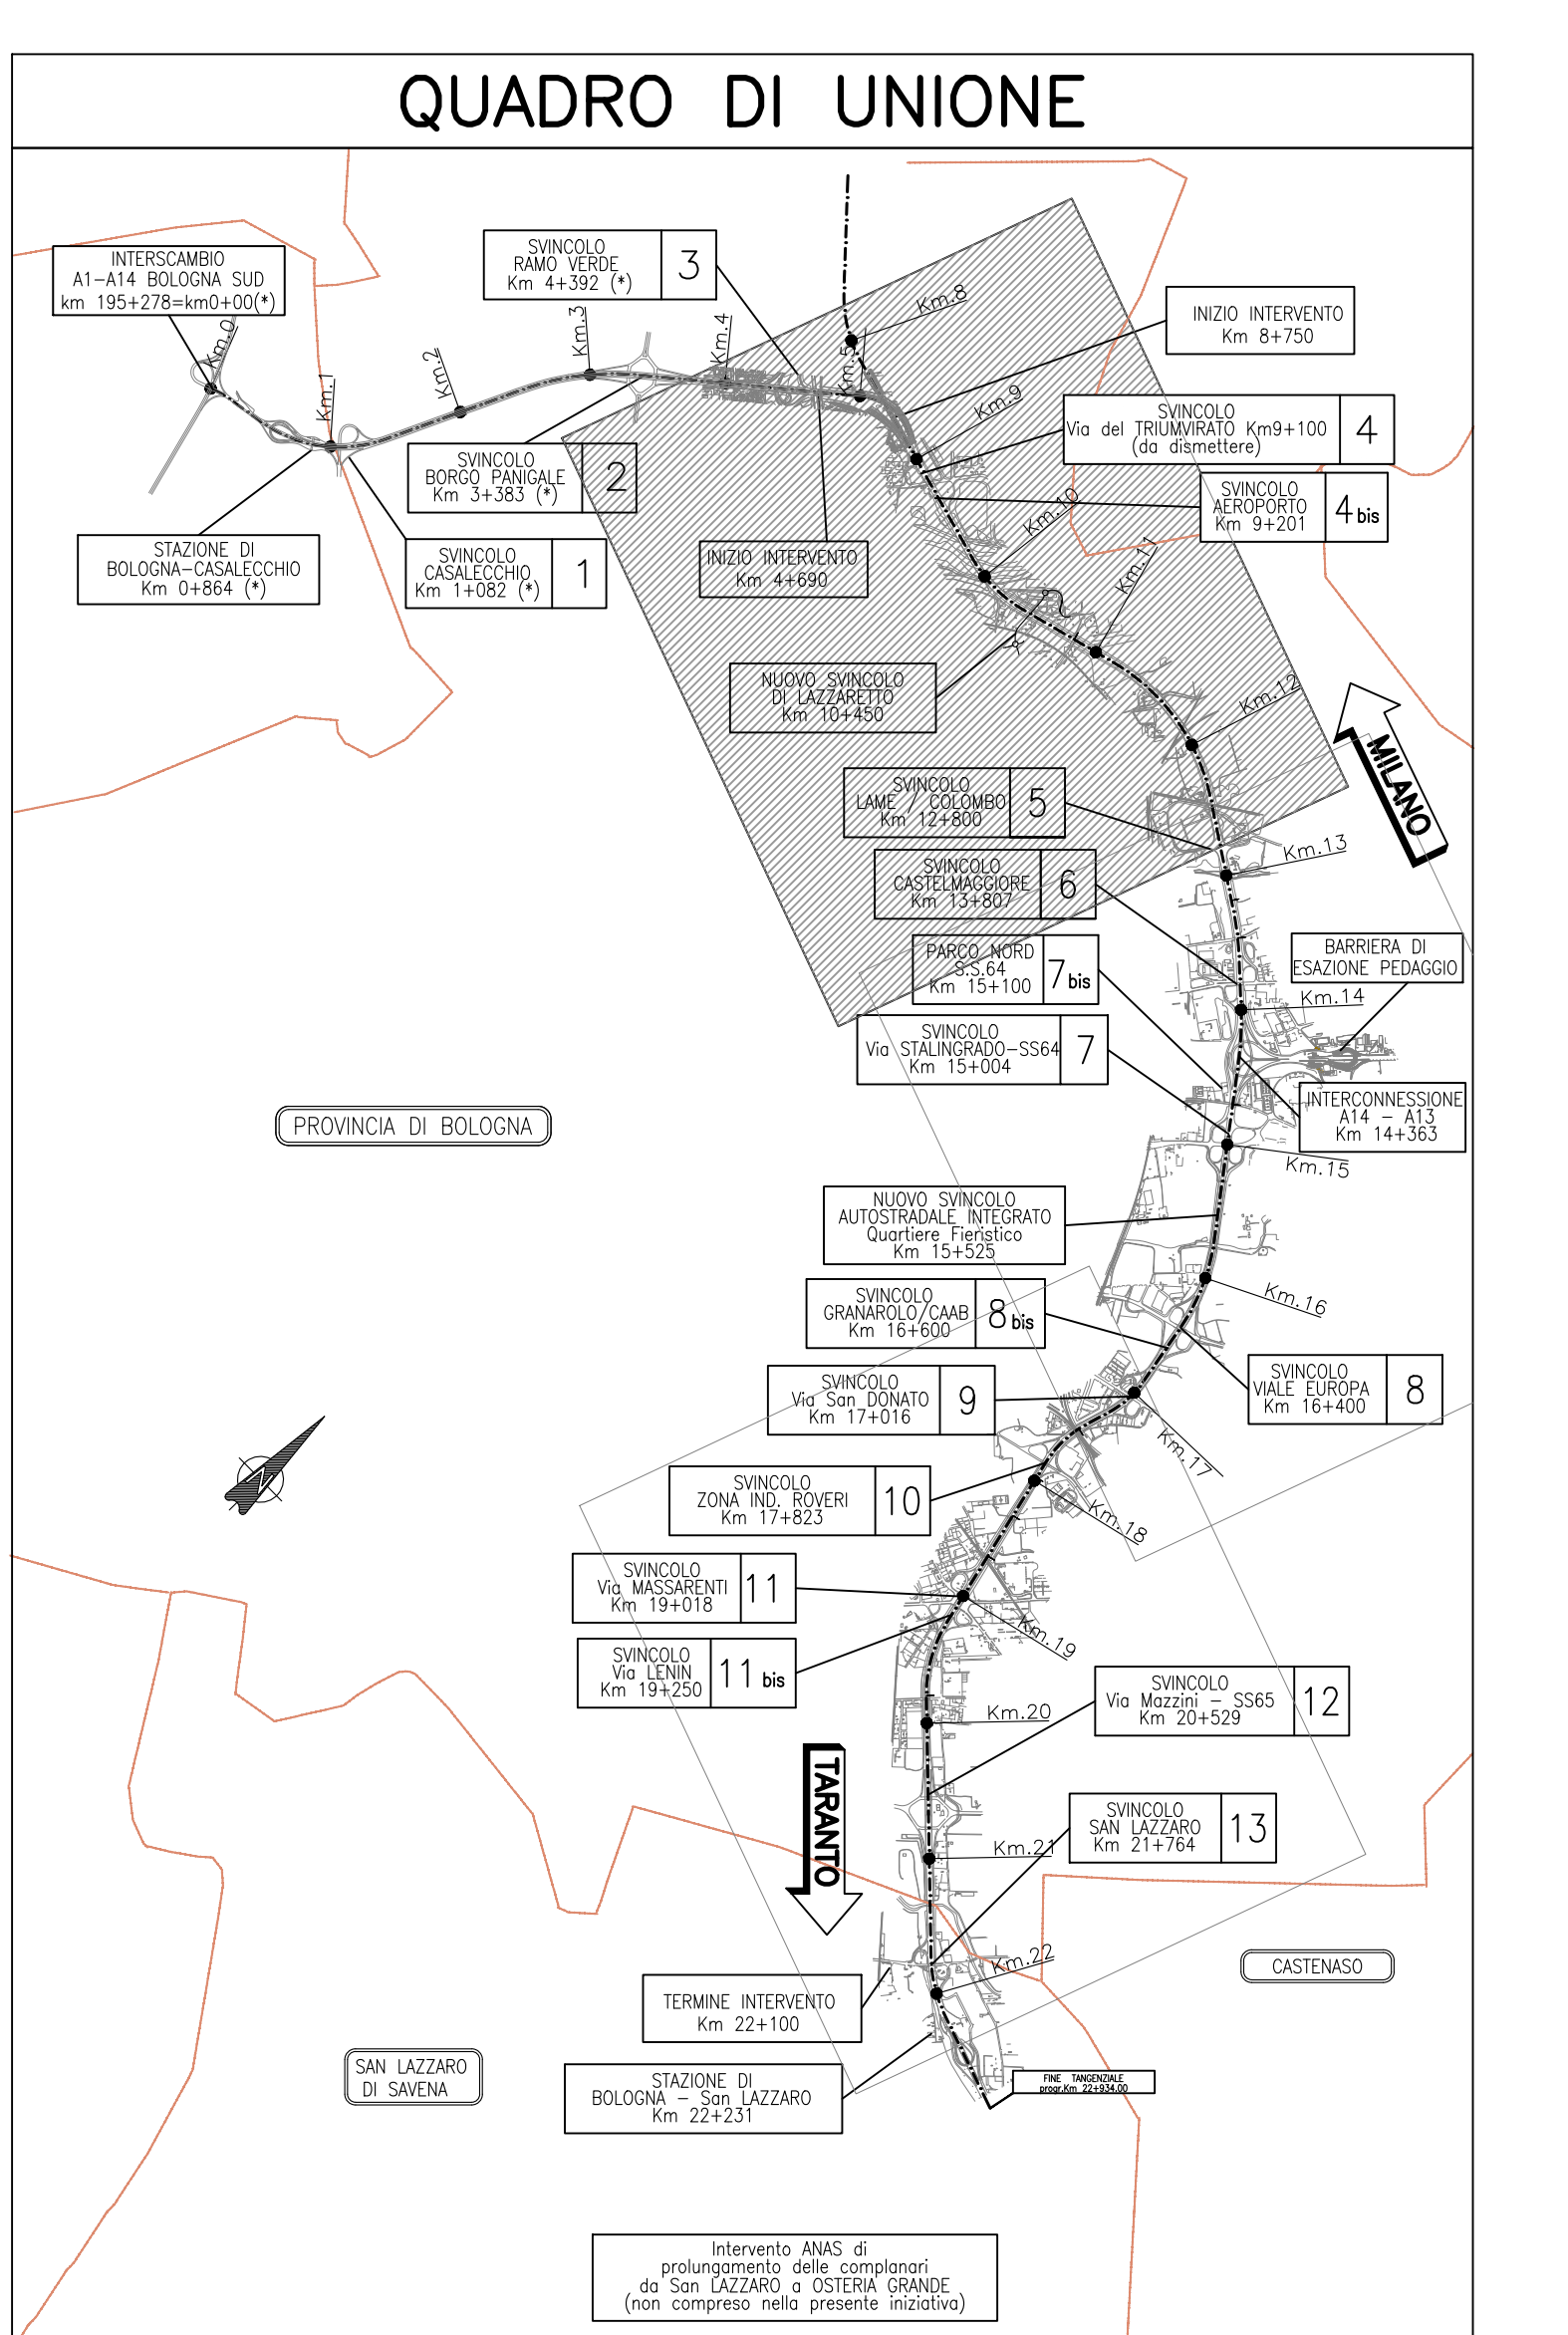 QUADRO DI UNIONE
INTERSCAMBIO
A1-A14 BOLOGNA SUD
km 195+278=km0+00(*)
SVINCOLO
RAMO VERDE
Km 4+392 (*)
3
Km.0
Km.1
Km.2
Km.3
Km.4
Km.5
Km.8
INIZIO INTERVENTO
Km 8+750
Km.9
SVINCOLO
Via del TRIUMVIRATO Km9+100
(da dismettere)
4
SVINCOLO
BORGO PANIGALE
Km 3+383 (*)
2
SVINCOLO
AEROPORTO
Km 9+201
4 bis
STAZIONE DI
BOLOGNA-CASALECCHIO
Km 0+864 (*)
SVINCOLO
CASALECCHIO
Km 1+082 (*)
1
INIZIO INTERVENTO
Km 4+690
Km.10
Km.11
NUOVO SVINCOLO
DI LAZZARETTO
Km 10+450
Km.12
MILANO
SVINCOLO
LAME / COLOMBO
Km 12+800
5
Km.13
SVINCOLO
CASTELMAGGIORE
Km 13+807
6
PARCO NORD
S.S.64
Km 15+100
7 bis
BARRIERA DI
ESAZIONE PEDAGGIO
Km.14
SVINCOLO
Via STALINGRADO-SS64
Km 15+004
7
INTERCONNESSIONE
A14 - A13
Km 14+363
PROVINCIA DI BOLOGNA
Km.15
NUOVO SVINCOLO
AUTOSTRADALE INTEGRATO
Quartiere Fieristico
Km 15+525
Km.16
SVINCOLO
GRANAROLO/CAAB
Km 16+600
8 bis
SVINCOLO
VIALE EUROPA
Km 16+400
8
SVINCOLO
Via San DONATO
Km 17+016
9
Km.17
SVINCOLO
ZONA IND. ROVERI
Km 17+823
10
Km.18
SVINCOLO
Via MASSARENTI
Km 19+018
11
Km.19
SVINCOLO
Via LENIN
Km 19+250
11 bis
SVINCOLO
Via Mazzini - SS65
Km 20+529
12
Km.20
TARANTO
SVINCOLO
SAN LAZZARO
Km 21+764
13
Km.21
Km.22
CASTENASO
TERMINE INTERVENTO
Km 22+100
SAN LAZZARO
DI SAVENA
STAZIONE DI
BOLOGNA - San LAZZARO
Km 22+231
FINE TANGENZIALE
progr.Km 22+934.00
Intervento ANAS di
prolungamento delle complanari
da San LAZZARO a OSTERIA GRANDE
(non compreso nella presente iniziativa)